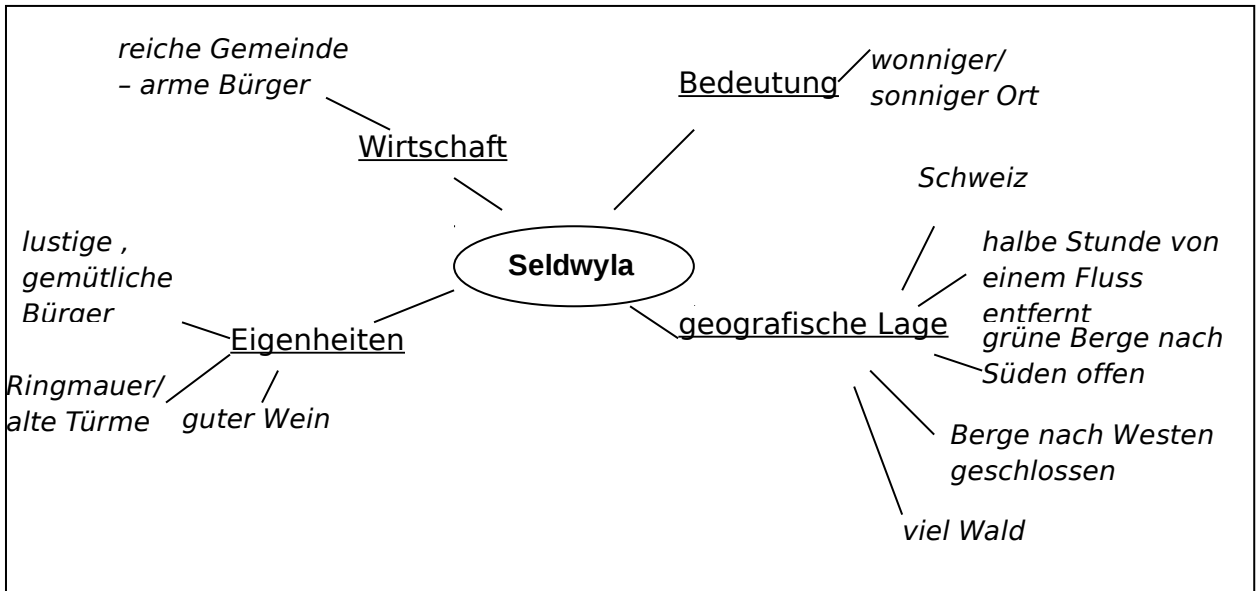 reiche Gemeinde
– arme Bürger
Bedeutung
wonniger/
sonniger Ort
Wirtschaft
Schweiz
Seldwyla
lustige ,
gemütliche
Bürger
halbe Stunde von
einem Fluss
entfernt
geografische Lage
grüne Berge nach
Süden offen
Eigenheiten
Ringmauer/
alte Türme
guter Wein
Berge nach Westen
geschlossen
viel Wald